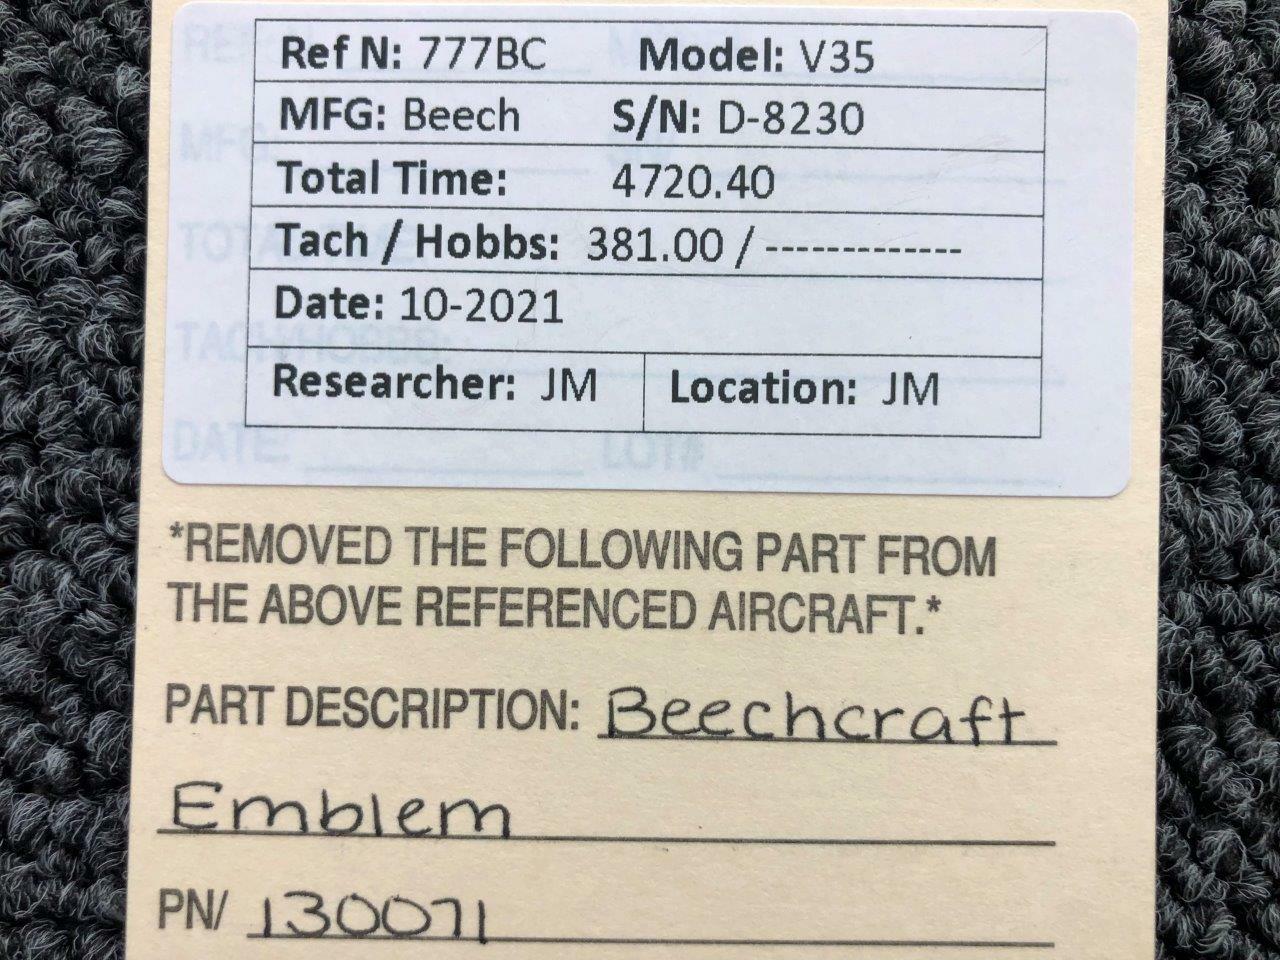 Ref N: 777BC Model: V35
MFG: Beech S/N: D-8230
Total Time: 4720.40
Tach / Hobbs: 381.00 / -------------
Date: 10-2021
Researcher: JM Location: JM
*REMOVED THE FOLLOWING PART FROM
THE ABOVE REFERENCED AIRCRAFT.*
PART DESCRIPTION: Beechcraft
Emblem
PN/ 130071